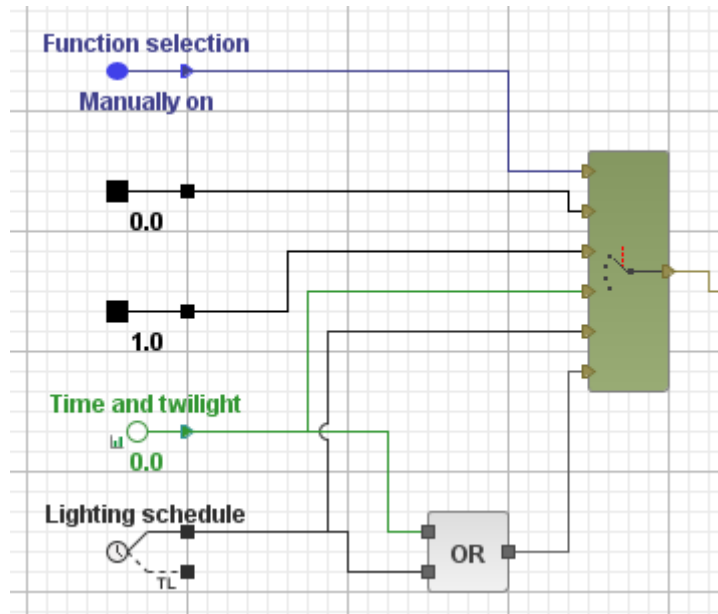 Function selection
Manually on
0.0
1.0
Time and twilight
0.0
Lighting schedule
TL
OR